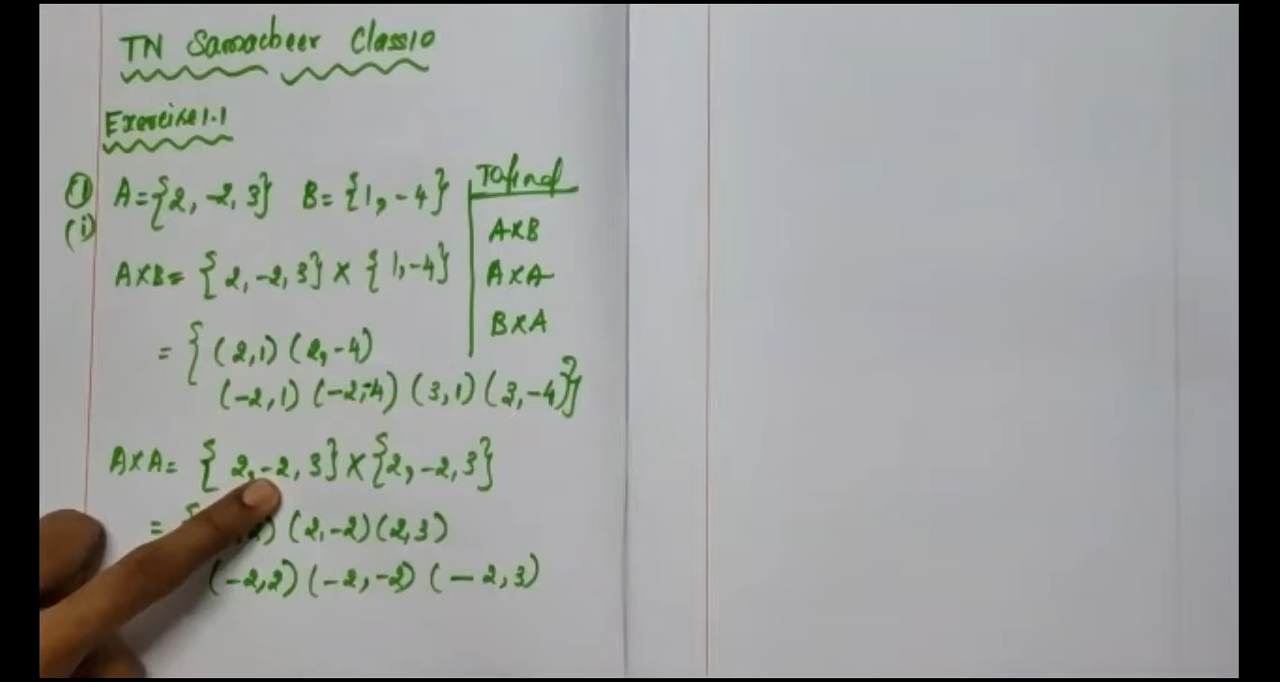 TN Samacheer Class10
Exercise 1.1
① A={2, -2, 3} B={1, -4}
(i)
To find
A×B
A×A
B×A
A×B= {2, -2, 3} × {1, -4}
= { (2,1) (2,-4)
(-2,1) (-2,-4) (3,1) (3,-4)}
A×A= { 2, -2, 3} × {2, -2, 3}
= { ,2) (2,-2) (2,3)
(-2,2) (-2,-2) (-2,3)